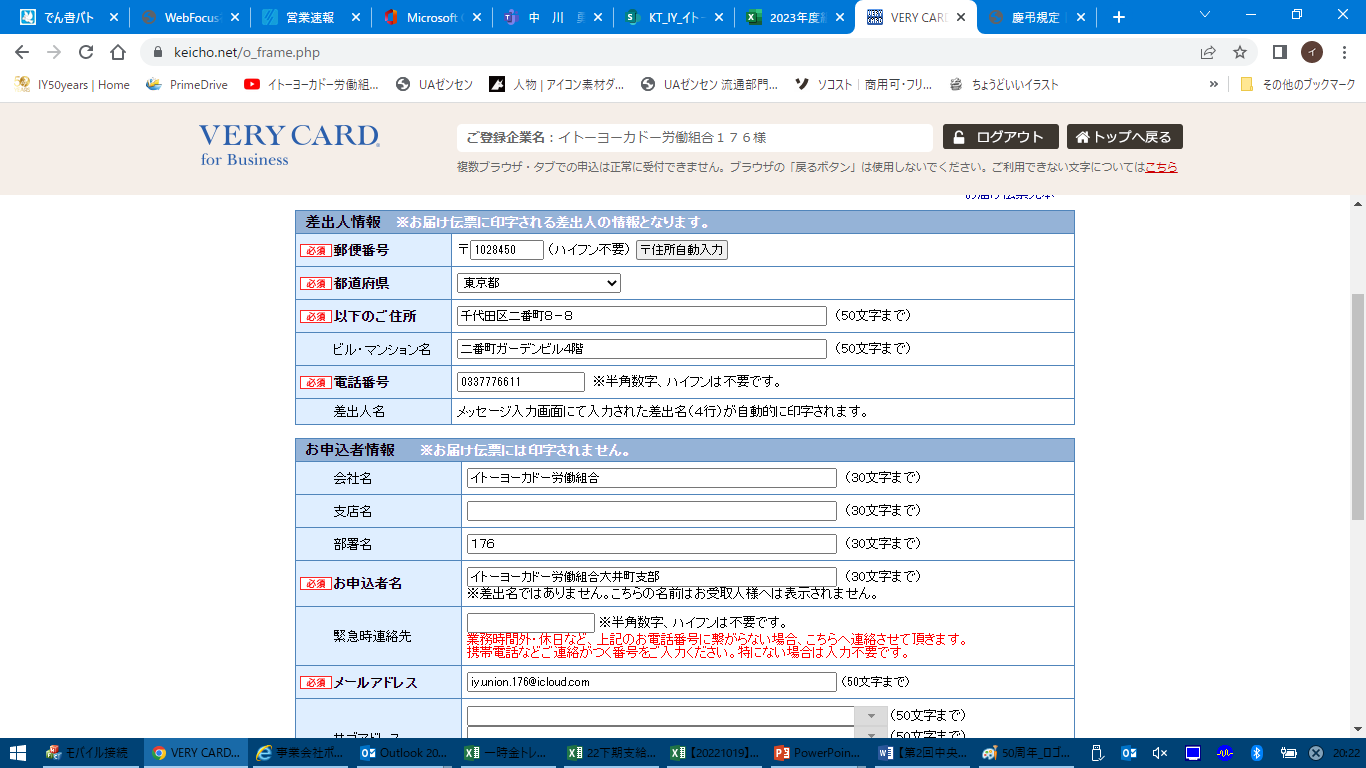 でん吉パト
WebFocus
営業速報
Microsoft
中 川
KT_IY_イトー
2023年度
VERY CARD
慶弔規定
keicho.net/o_frame.php
イ
IY50years | Home
PrimeDrive
イトーヨーカドー労働組...
UAゼンセン
人物 | アイコン素材ダ...
UAゼンセン 流通部門...
ソコスト | 商用可・フリ...
ちょうどいいイラスト
»
その他のブックマーク
VERY CARD®
for Business
ご登録企業名：イトーヨーカドー労働組合１７６様
ログアウト
トップへ戻る
複数ブラウザ・タブでの申込は正常に受付できません。ブラウザの「戻るボタン」は使用しないでください。ご利用できない文字についてはこちら
お届け伝票見本
差出人情報 ※お届け伝票に印字される差出人の情報となります。
必須 郵便番号 〒1028450 (ハイフン不要) 〒住所自動入力
必須 都道府県 東京都
必須 以下のご住所 千代田区二番町８－８ (50文字まで)
ビル・マンション名 二番町ガーデンビル4階 (50文字まで)
必須 電話番号 0337776611 ※半角数字、ハイフンは不要です。
差出人名 メッセージ入力画面にて入力された差出名(4行)が自動的に印字されます。
お申込者情報 ※お届け伝票には印字されません。
会社名 イトーヨーカドー労働組合 (30文字まで)
支店名 (30文字まで)
部署名 １７６ (30文字まで)
必須 お申込者名 イトーヨーカドー労働組合大井町支部 (30文字まで)
※差出名ではありません。こちらの名前はお受取人様へは表示されません。
緊急時連絡先 ※半角数字、ハイフンは不要です。
業務時間外・休日など、上記のお電話番号に繋がらない場合、こちらへ連絡させて頂きます。
携帯電話などご連絡がつく番号をご入力ください。特にない場合は入力不要です。
必須 メールアドレス iy.union.176@icloud.com (50文字まで)
(50文字まで)
サブアドレス (50文字まで)
モバイル接続
VERY CARD...
事業会社ポ...
Outlook 20...
一時金トレ...
22下期支給...
【20221019】...
PowerPoin...
【第2回中央...
50周年_ロゴ...
20:22